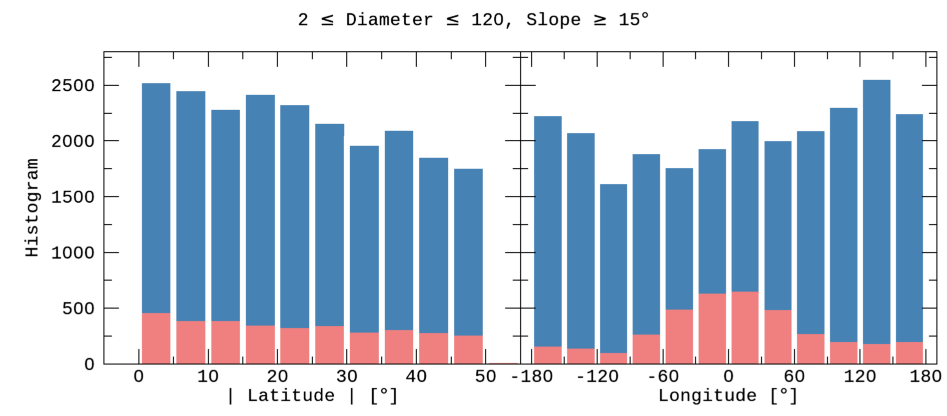 2 ≤ Diameter ≤ 120, Slope ≥ 15°
Histogram
2500
2000
1500
1000
500
0
0 10 20 30 40 50 -180 -120 -60 0 60 120 180
| Latitude | [°] Longitude [°]